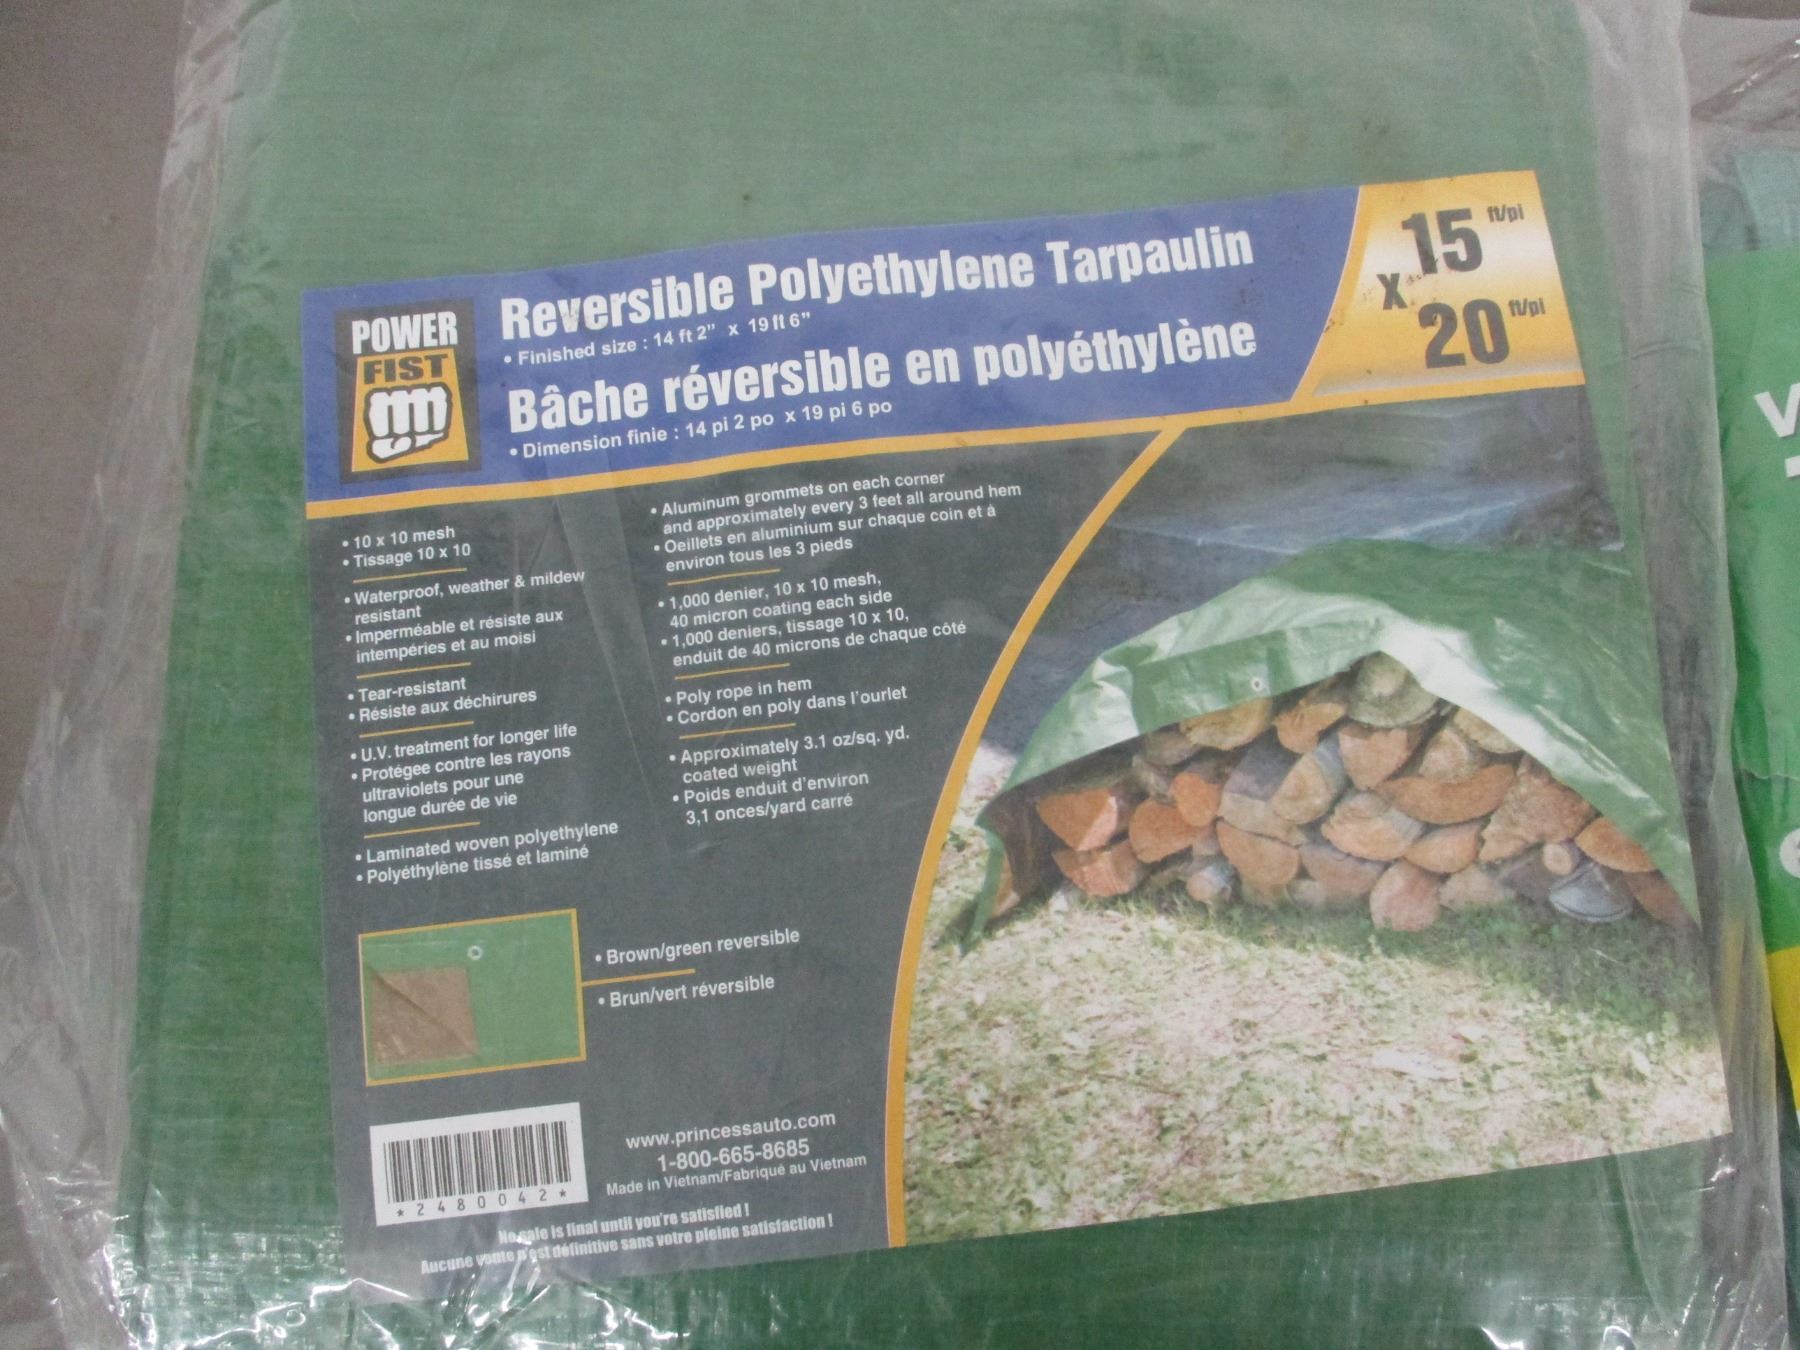 POWER
FIST
Reversible Polyethylene Tarpaulin
• Finished size : 14 ft 2" x 19 ft 6"
Bâche réversible en polyéthylène
• Dimension finie : 14 pi 2 po x 19 pi 6 po
15 ft/pi
x 20 ft/pi
• 10 x 10 mesh
• Tissage 10 x 10
• Waterproof, weather & mildew
resistant
• Imperméable et résiste aux
intempéries et au moisi
• Tear-resistant
• Résiste aux déchirures
• U.V. treatment for longer life
• Protégee contre les rayons
ultraviolets pour une
longue durée de vie
• Laminated woven polyethylene
• Polyéthylène tissé et laminé
• Aluminum grommets on each corner
and approximately every 3 feet all around hem
• Oeillets en aluminium sur chaque coin et à
environ tous les 3 pieds
• 1,000 denier, 10 x 10 mesh,
40 micron coating each side
• 1,000 deniers, tissage 10 x 10,
enduit de 40 microns de chaque côté
• Poly rope in hem
• Cordon en poly dans l'ourlet
• Approximately 3.1 oz/sq. yd.
coated weight
• Poids enduit d'environ
3,1 onces/yard carré
• Brown/green reversible
• Brun/vert réversible
*2480042*
www.princessauto.com
1-800-665-8685
Made in Vietnam/Fabriqué au Vietnam
No sale is final until you're satisfied !
Aucune vente n'est définitive sans votre pleine satisfaction !